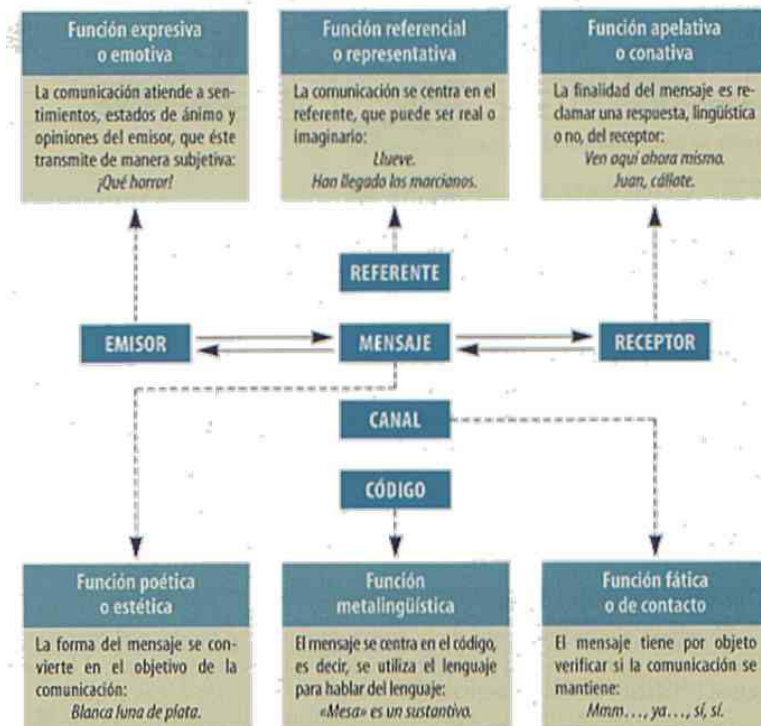 Función expresiva
o emotiva
La comunicación atiende a sen-
timientos, estados de ánimo y
opiniones del emisor, que éste
transmite de manera subjetiva:
¡Qué horror!
Función referencial
o representativa
La comunicación se centra en el
referente, que puede ser real o
imaginario:
Llueve.
Han llegado los marcianos.
Función apelativa
o conativa
La finalidad del mensaje es re-
clamar una respuesta, lingüística
o no, del receptor:
Ven aquí ahora mismo.
Juan, cállate.
REFERENTE
EMISOR
MENSAJE
RECEPTOR
CANAL
CÓDIGO
Función poética
o estética
La forma del mensaje se con-
vierte en el objetivo de la
comunicación:
Blanca luna de plata.
Función
metalingüística
El mensaje se centra en el código,
es decir, se utiliza el lenguaje
para hablar del lenguaje:
«Mesa» es un sustantivo.
Función fática
o de contacto
El mensaje tiene por objeto
verificar si la comunicación se
mantiene:
Mmm…, ya…, sí, sí.